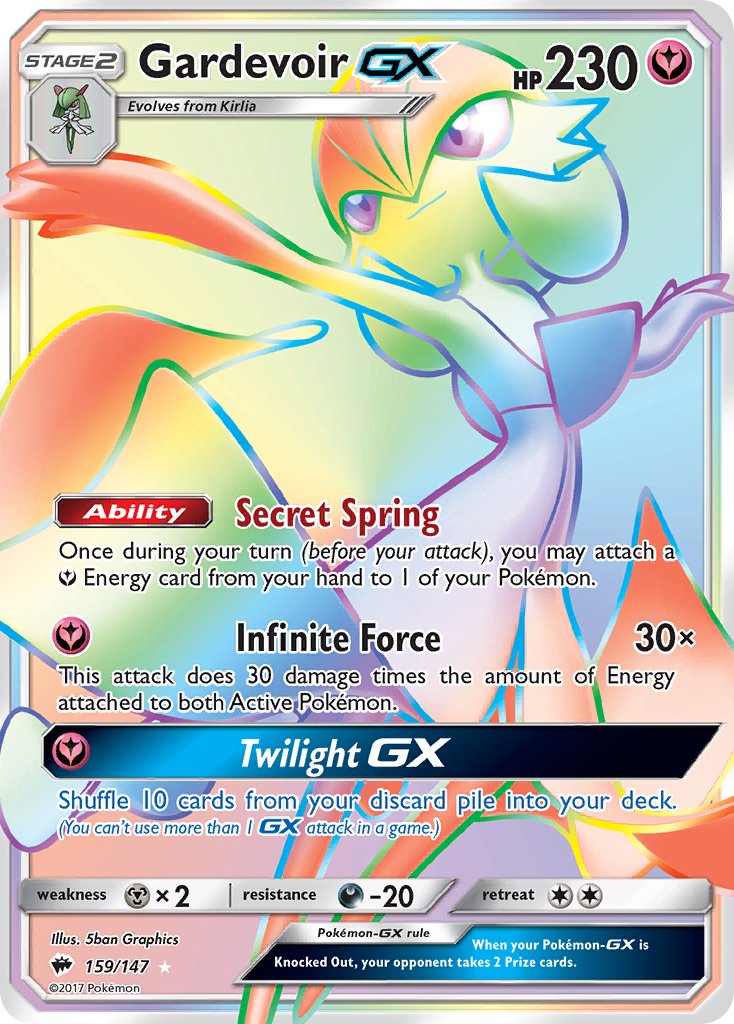 STAGE2 Gardevoir GX HP 230
Evolves from Kirlia
Ability Secret Spring
Once during your turn (before your attack), you may attach a
Energy card from your hand to 1 of your Pokémon.
Infinite Force 30×
This attack does 30 damage times the amount of Energy
attached to both Active Pokémon.
Twilight GX
Shuffle 10 cards from your discard pile into your deck.
(You can't use more than 1 GX attack in a game.)
weakness × 2 resistance -20 retreat
Illus. 5ban Graphics
159/147
©2017 Pokémon
Pokémon-GX rule
When your Pokémon-GX is
Knocked Out, your opponent takes 2 Prize cards.